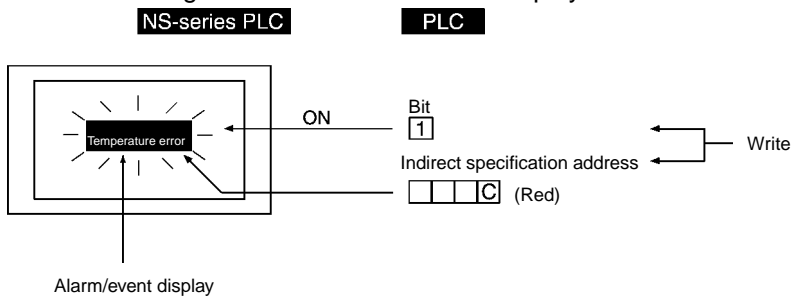 NS-series PLC
PLC
ON
Bit
1
Temperature error
Write
Indirect specification address
C (Red)
Alarm/event display